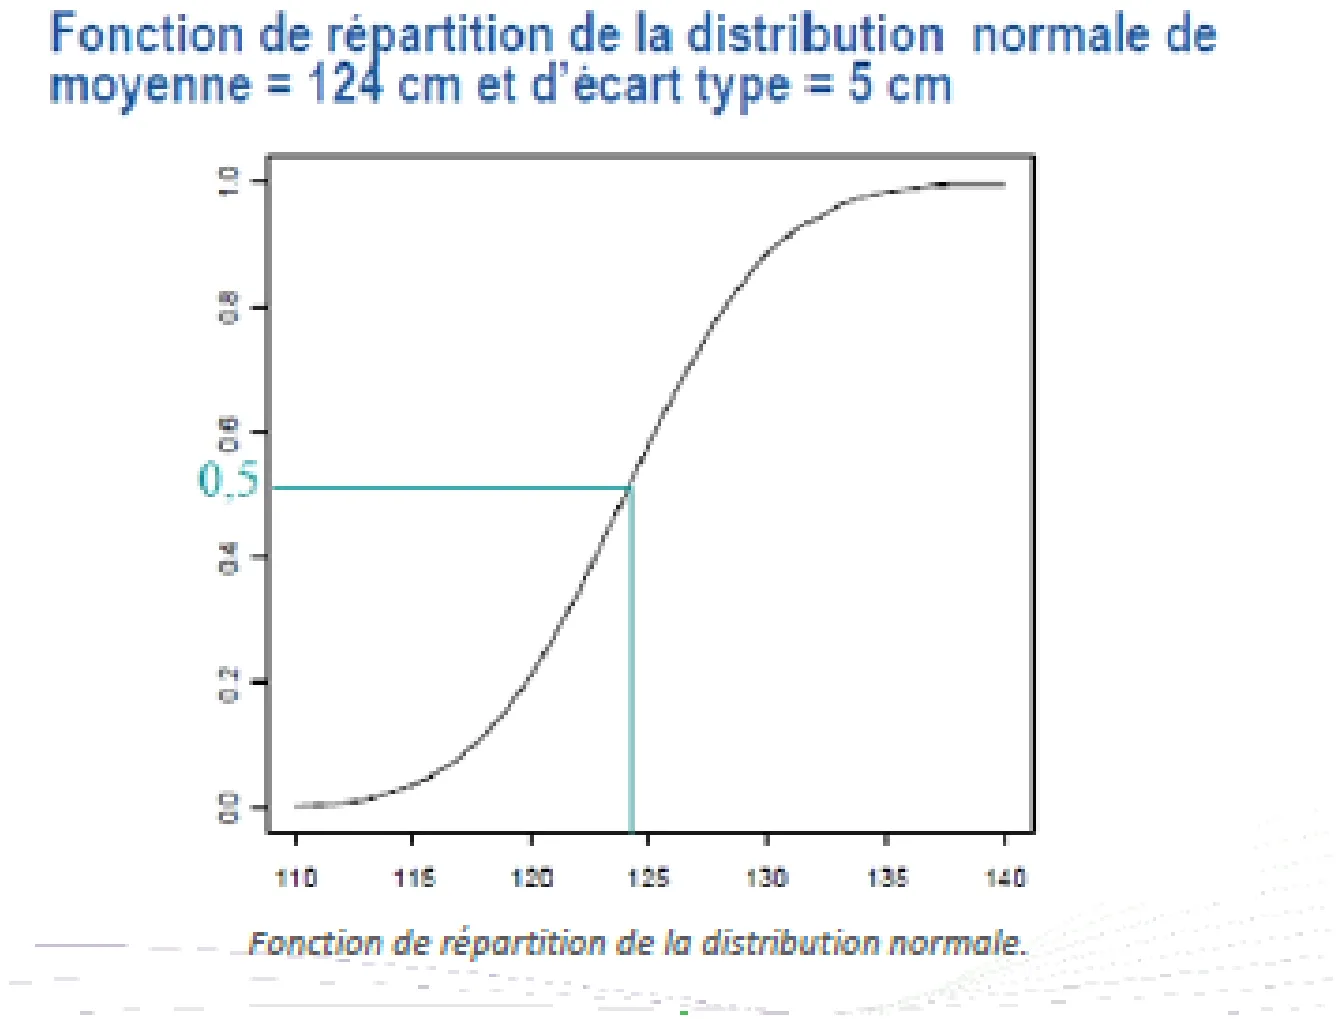 Fonction de répartition de la distribution normale de
moyenne = 124 cm et d'écart type = 5 cm
1.0
0.8
0.6
0,5
0.4
0.2
0.0
110 115 120 125 130 135 140
Fonction de répartition de la distribution normale.